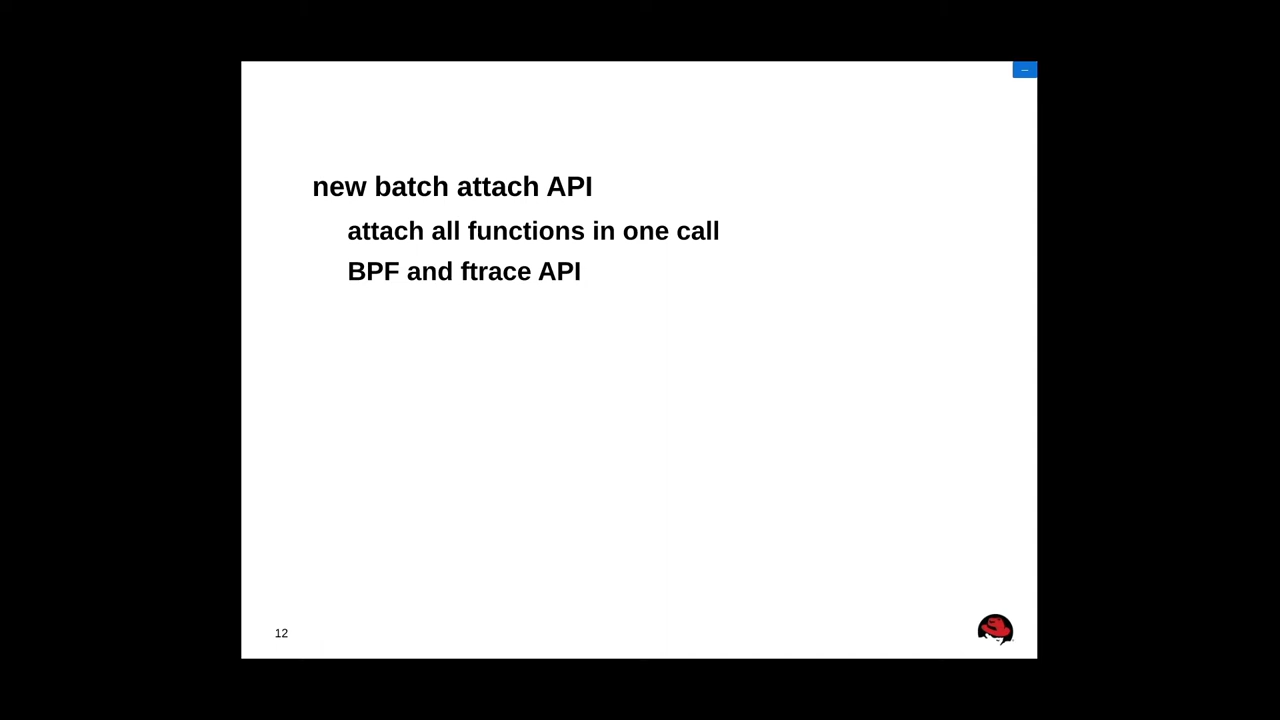 new batch attach API
attach all functions in one call
BPF and ftrace API
12